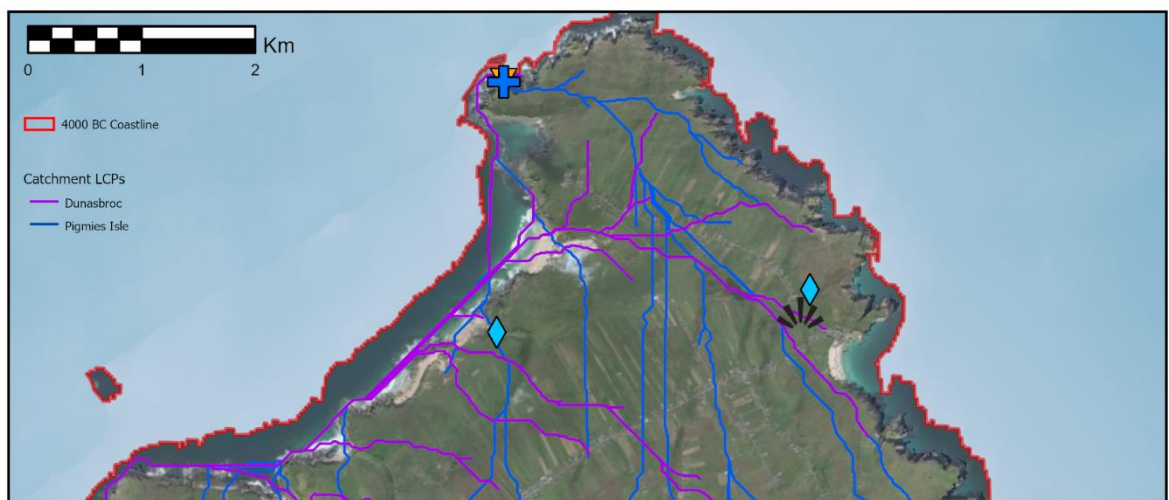 Km
0 1 2
4000 BC Coastline
Catchment LCPs
Dunasbroc
Pigmies Isle